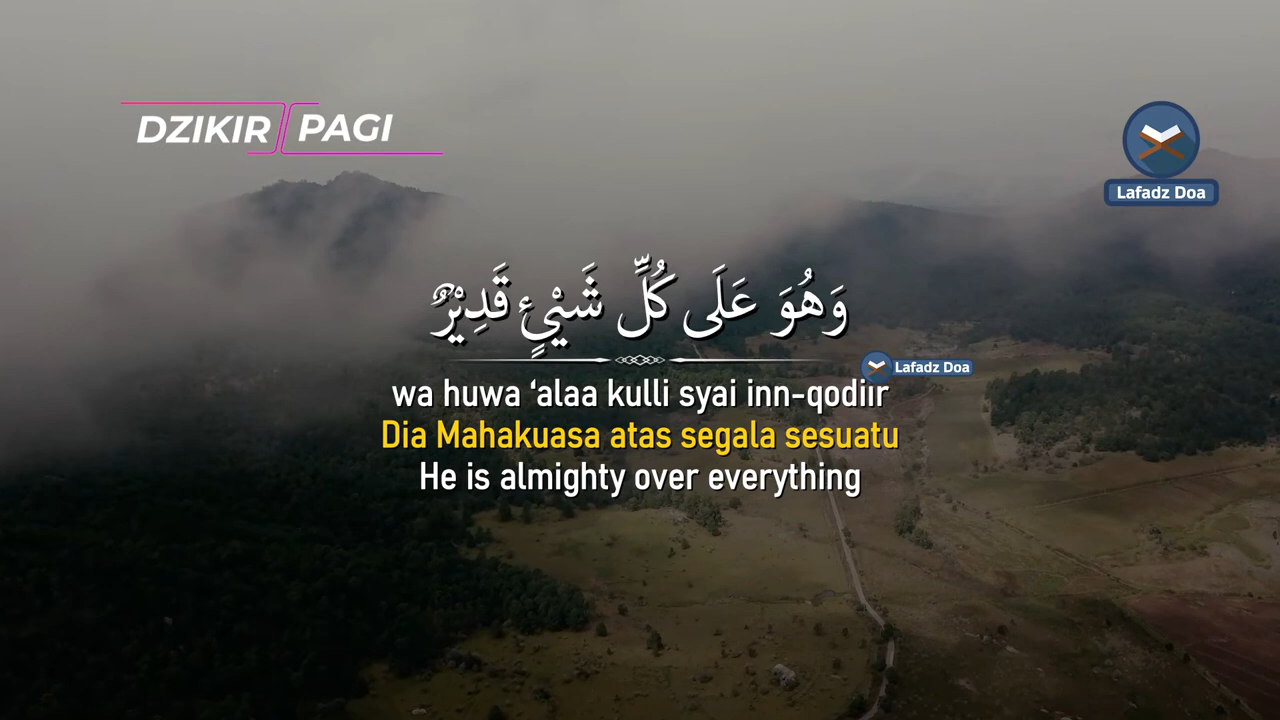 DZIKIR PAGI
Lafadz Doa
وَهُوَ عَلَى كُلِّ شَيْءٍ قَدِيْرٌ
Lafadz Doa
wa huwa ‘alaa kulli syai inn-qodiir
Dia Mahakuasa atas segala sesuatu
He is almighty over everything